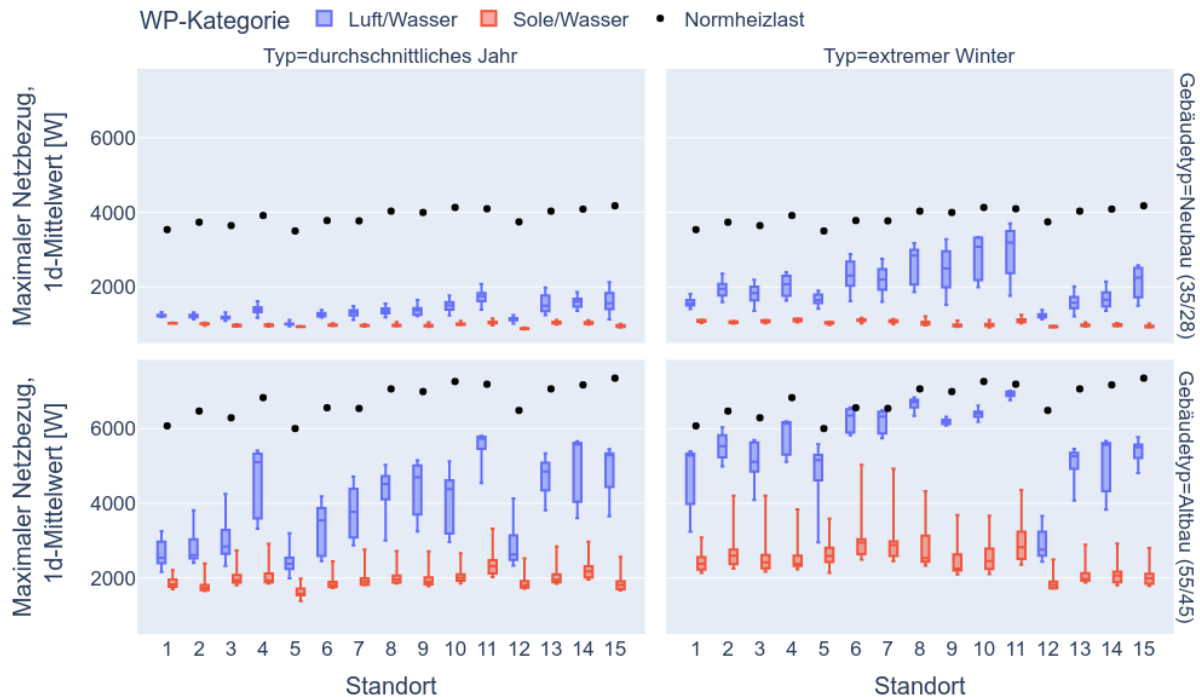 WP-Kategorie Luft/Wasser Sole/Wasser Normheizlast
Typ=durchschnittliches Jahr
Typ=extremer Winter
Maximaler Netzbezug,
1d-Mittelwert [W]
6000
4000
2000
Gebäudetyp=Neubau (35/28)
Maximaler Netzbezug,
1d-Mittelwert [W]
6000
4000
2000
Gebäudetyp=Altbau (55/45)
1 2 3 4 5 6 7 8 9 10 11 12 13 14 15
1 2 3 4 5 6 7 8 9 10 11 12 13 14 15
Standort
Standort